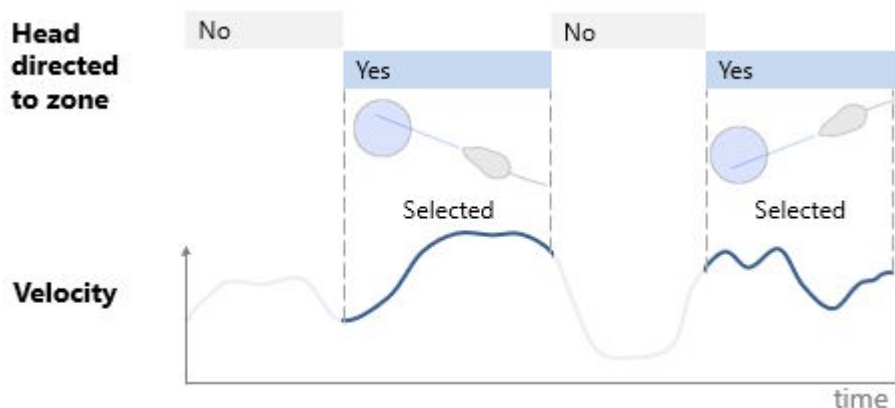 Head
directed
to zone
No
Yes
No
Yes
Selected
Selected
Velocity
time